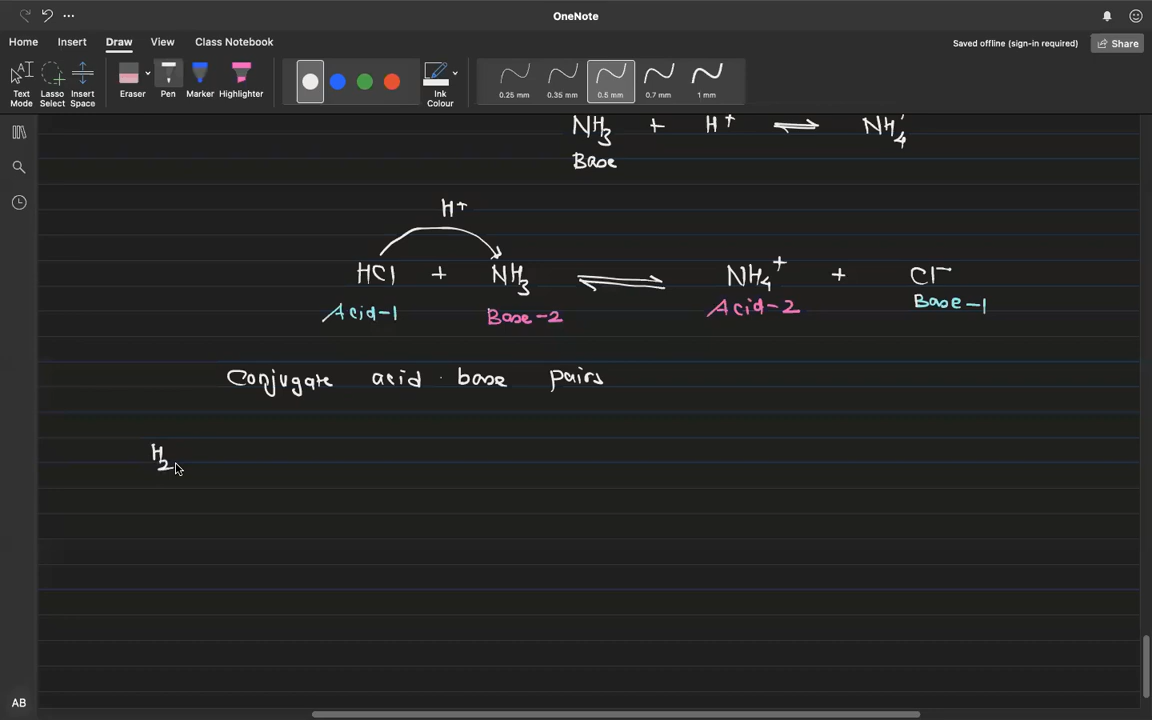 OneNote
Home Insert Draw View Class Notebook
Saved offline (sign-in required) Share
Text Mode Lasso Select Insert Space Eraser Pen Marker Highlighter Ink Colour 0.25 mm 0.35 mm 0.5 mm 0.7 mm 1 mm
NH₃ + H⁺ ⇌ NH₄⁺
Base
H⁺
HCl + NH₃ ⇌ NH₄⁺ + Cl⁻
Acid-1 Base-2 Acid-2 Base-1
Conjugate acid - base pairs
H₂
AB